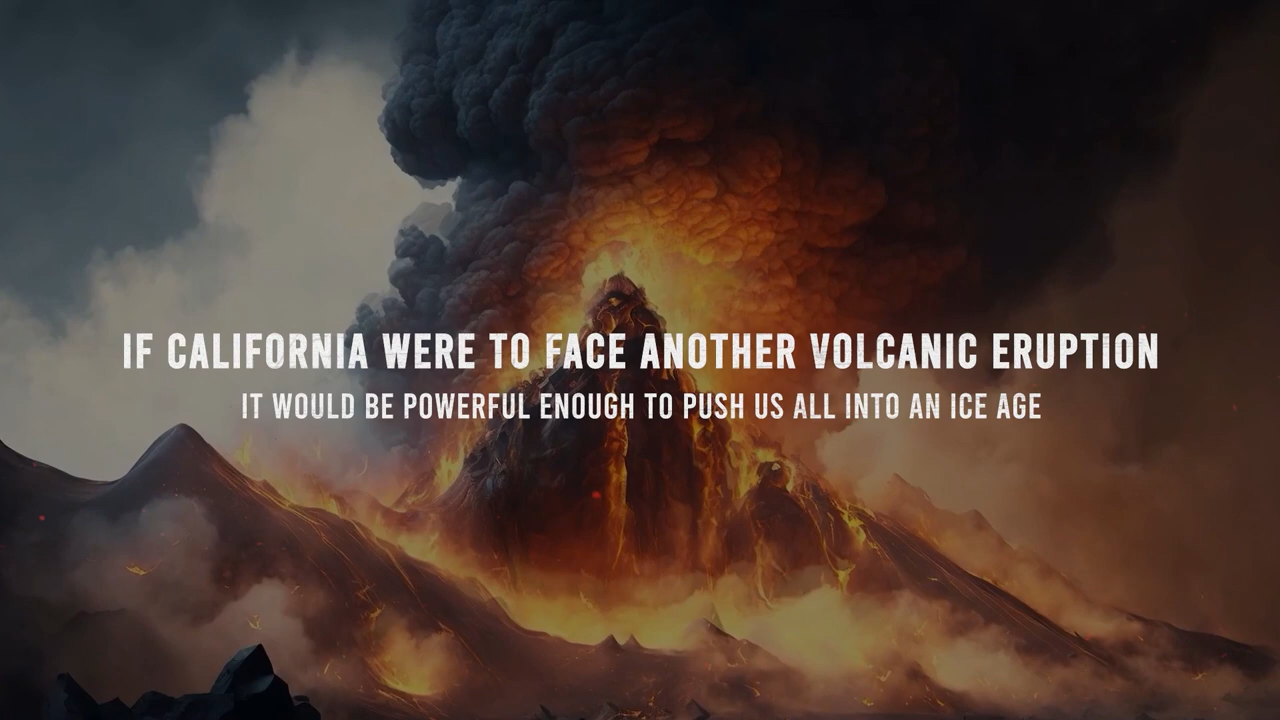 IF CALIFORNIA WERE TO FACE ANOTHER VOLCANIC ERUPTION
IT WOULD BE POWERFUL ENOUGH TO PUSH US ALL INTO AN ICE AGE